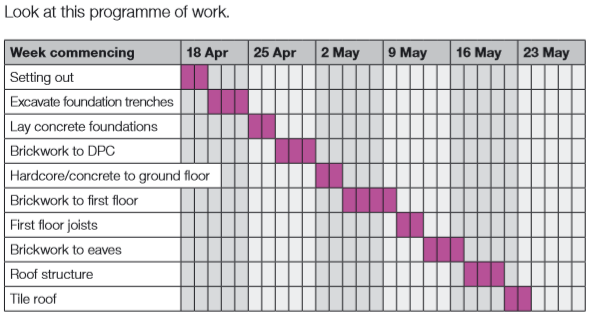 Look at this programme of work.
Week commencing 18 Apr 25 Apr 2 May 9 May 16 May 23 May
Setting out
Excavate foundation trenches
Lay concrete foundations
Brickwork to DPC
Hardcore/concrete to ground floor
Brickwork to first floor
First floor joists
Brickwork to eaves
Roof structure
Tile roof